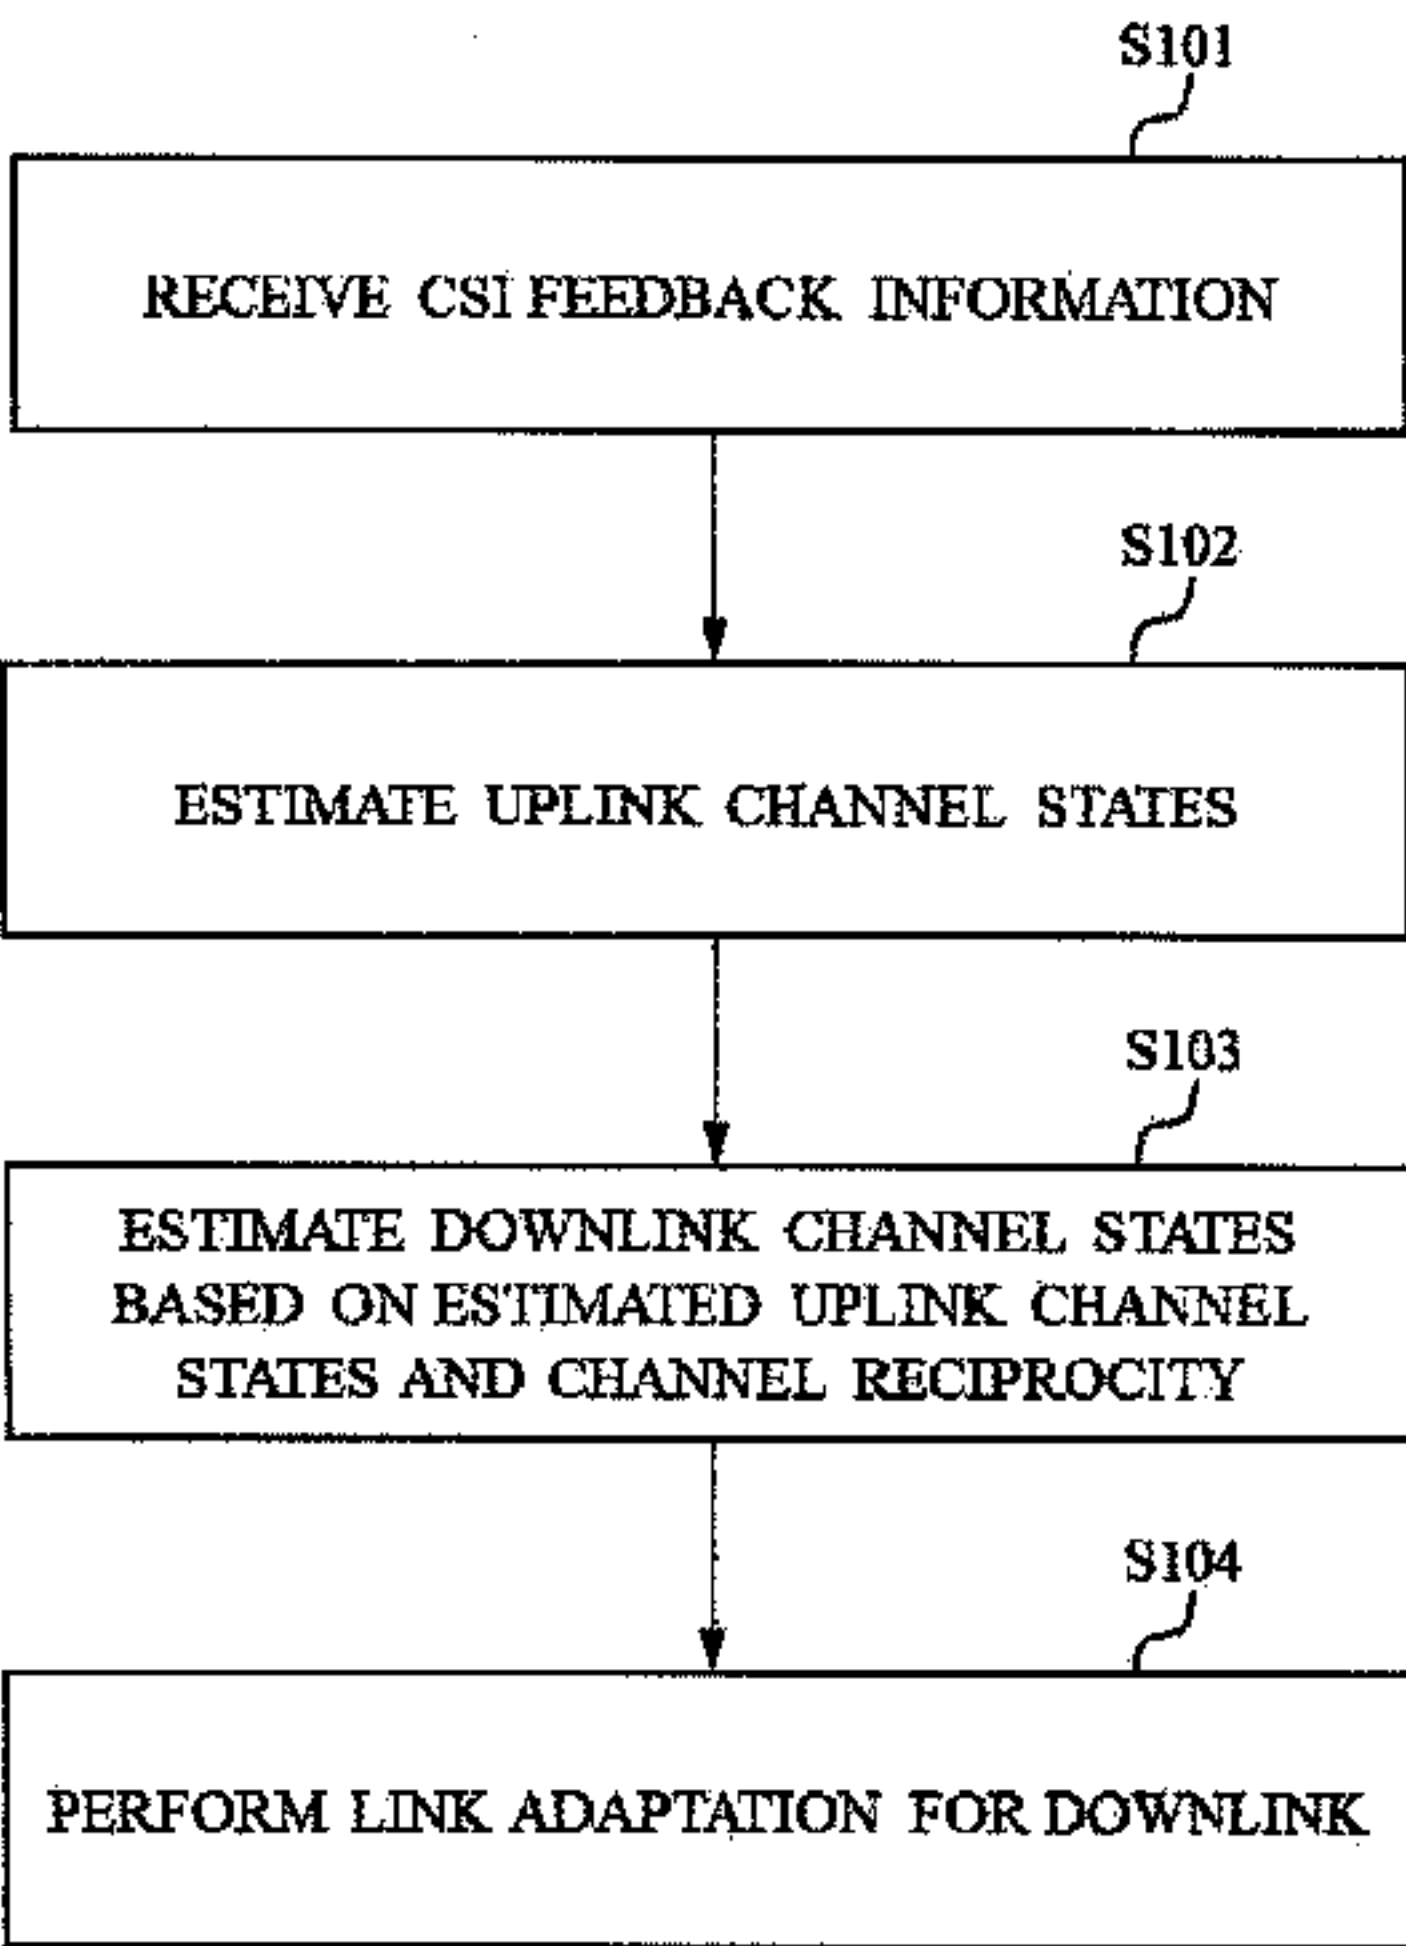 S101
RECEIVE CSI FEEDBACK INFORMATION
S102
ESTIMATE UPLINK CHANNEL STATES
S103
ESTIMATE DOWNLINK CHANNEL STATES
BASED ON ESTIMATED UPLINK CHANNEL
STATES AND CHANNEL RECIPROCITY
S104
PERFORM LINK ADAPTATION FOR DOWNLINK